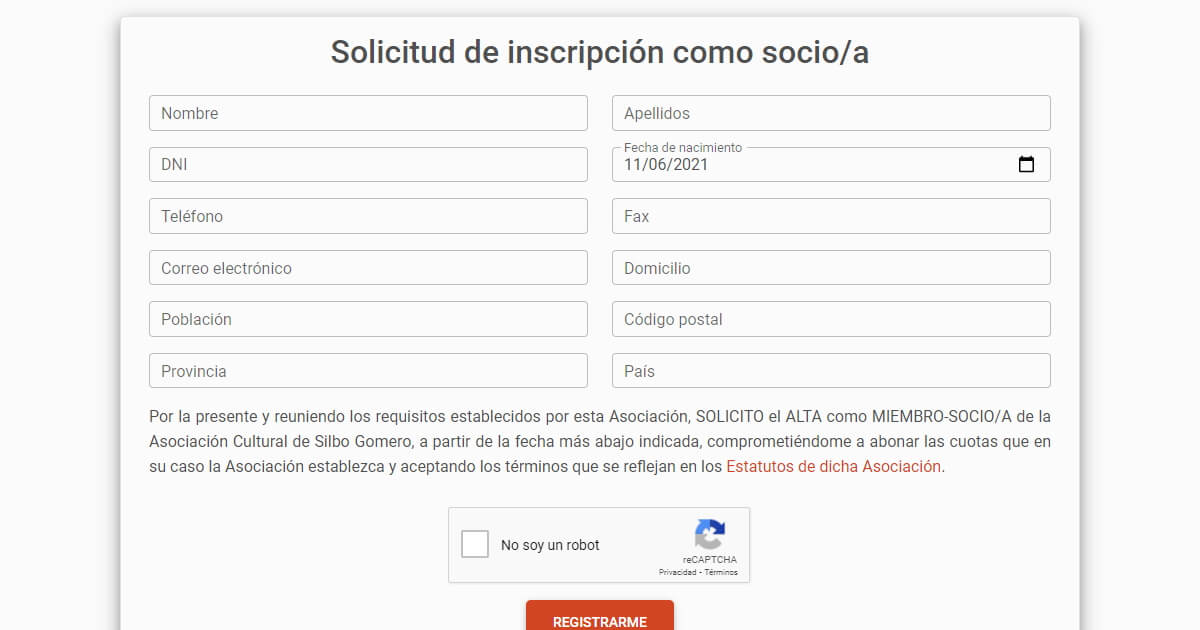 Solicitud de inscripción como socio/a
Nombre
Apellidos
DNI
Fecha de nacimiento
11/06/2021
Teléfono
Fax
Correo electrónico
Domicilio
Población
Código postal
Provincia
País
Por la presente y reuniendo los requisitos establecidos por esta Asociación, SOLICITO el ALTA como MIEMBRO-SOCIO/A de la
Asociación Cultural de Silbo Gomero, a partir de la fecha más abajo indicada, comprometiéndome a abonar las cuotas que en
su caso la Asociación establezca y aceptando los términos que se reflejan en los Estatutos de dicha Asociación.
No soy un robot
reCAPTCHA
Privacidad - Términos
REGISTRARME